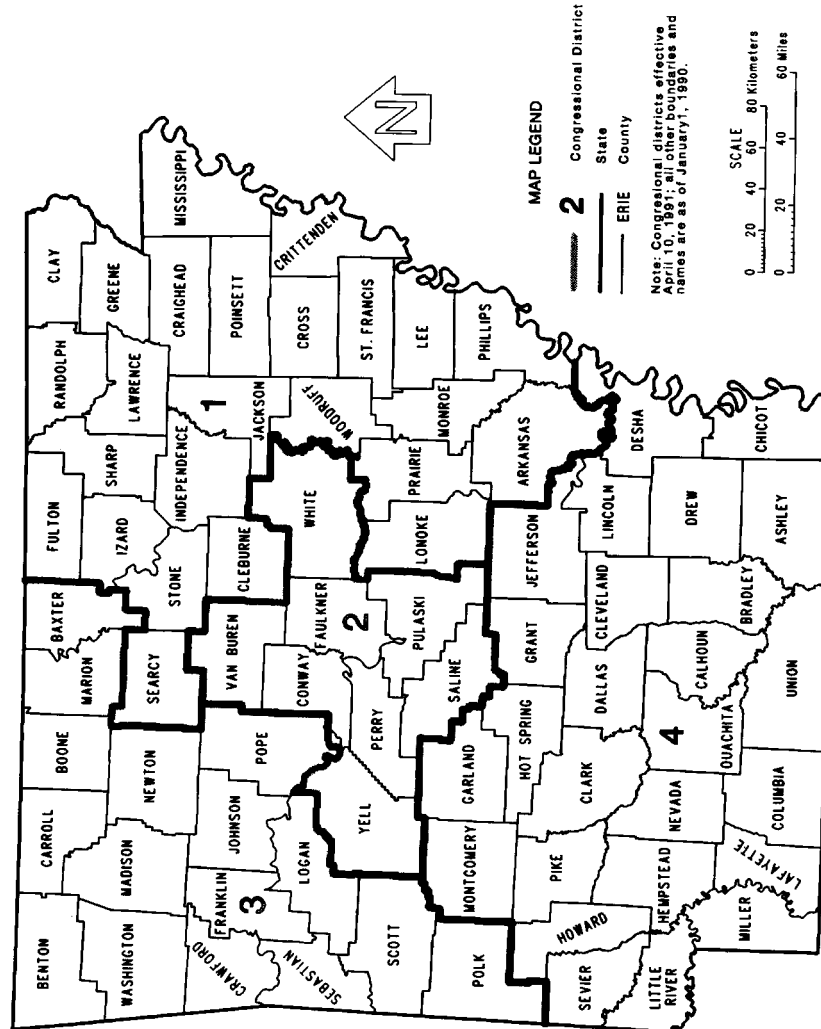 BENTON
CARROLL
BOONE
MARION
BAXTER
FULTON
RANDOLPH
CLAY
GREENE
SHARP
IZARD
LAWRENCE
WASHINGTON
MADISON
NEWTON
SEARCY
STONE
INDEPENDENCE
1
JACKSON
CRAIGHEAD
MISSISSIPPI
POINSETT
CRAWFORD
FRANKLIN
3
JOHNSON
POPE
VAN BUREN
CLEBURNE
WHITE
WOODRUFF
CROSS
CRITTENDEN
ST. FRANCIS
SEBASTIAN
LOGAN
CONWAY
FAULKNER
2
YELL
PERRY
PULASKI
LONOKE
PRAIRIE
MONROE
LEE
PHILLIPS
SCOTT
POLK
MONTGOMERY
GARLAND
SALINE
ARKANSAS
HOT SPRING
GRANT
JEFFERSON
HOWARD
PIKE
CLARK
DALLAS
CLEVELAND
LINCOLN
DESHA
SEVIER
LITTLE
RIVER
HEMPSTEAD
NEVADA
4
OUACHITA
CALHOUN
BRADLEY
DREW
CHICOT
ASHLEY
MILLER
LAFAYETTE
COLUMBIA
UNION
N
MAP LEGEND
2 Congressional District
State
ERIE County
Note: Congresional districts effective
April 10, 1991; all other boundaries and
names are as of January1, 1990.
SCALE
0 20 40 60 80 Kilometers
0 20 40 60 Miles